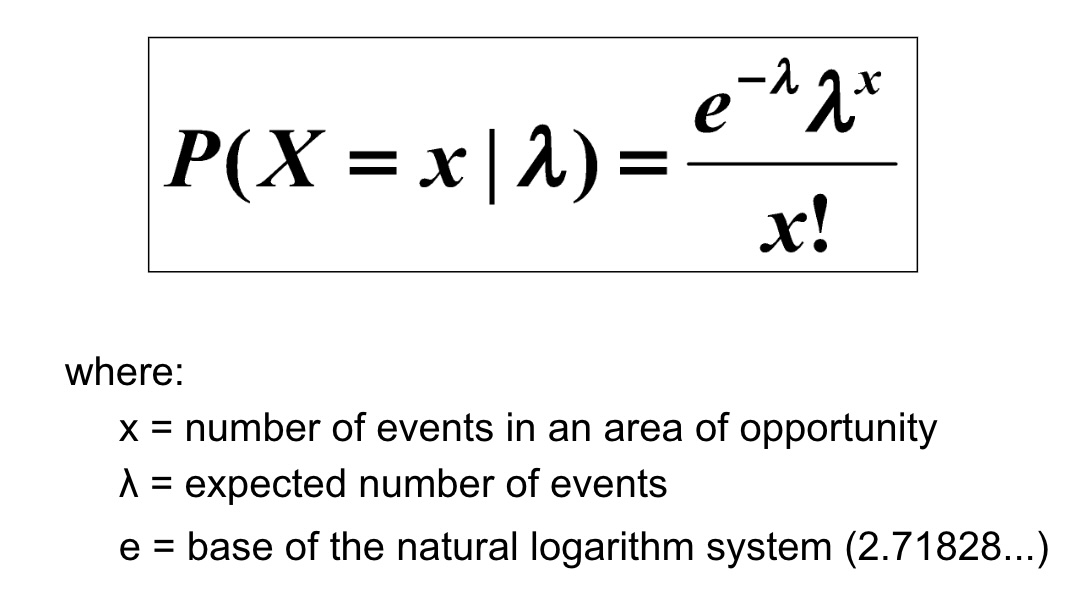 P(X = x | λ) = e^{−λ} λ^x / x!
where:
x = number of events in an area of opportunity
λ = expected number of events
e = base of the natural logarithm system (2.71828...)